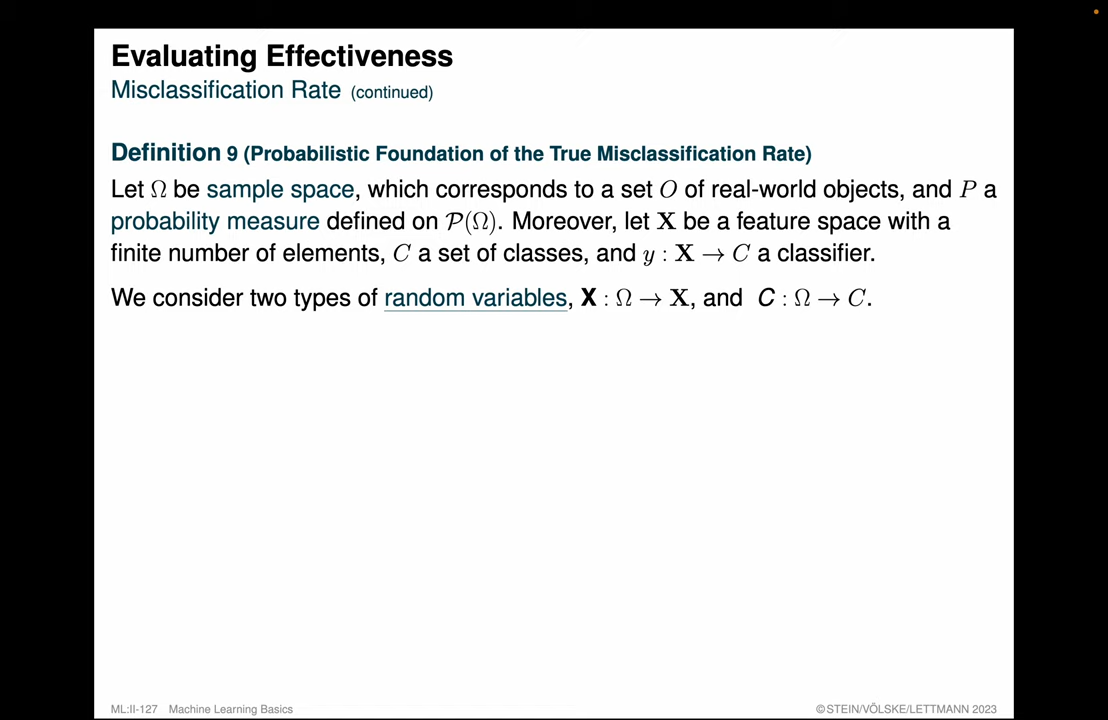 Evaluating Effectiveness
Misclassification Rate (continued)
Definition 9 (Probabilistic Foundation of the True Misclassification Rate)
Let Ω be sample space, which corresponds to a set O of real-world objects, and P a
probability measure defined on 𝒫(Ω). Moreover, let 𝐗 be a feature space with a
finite number of elements, C a set of classes, and y : 𝐗 → C a classifier.
We consider two types of random variables, 𝗫 : Ω → 𝐗, and 𝘾 : Ω → C.
ML:II-127 Machine Learning Basics
© STEIN/VÖLSKE/LETTMANN 2023